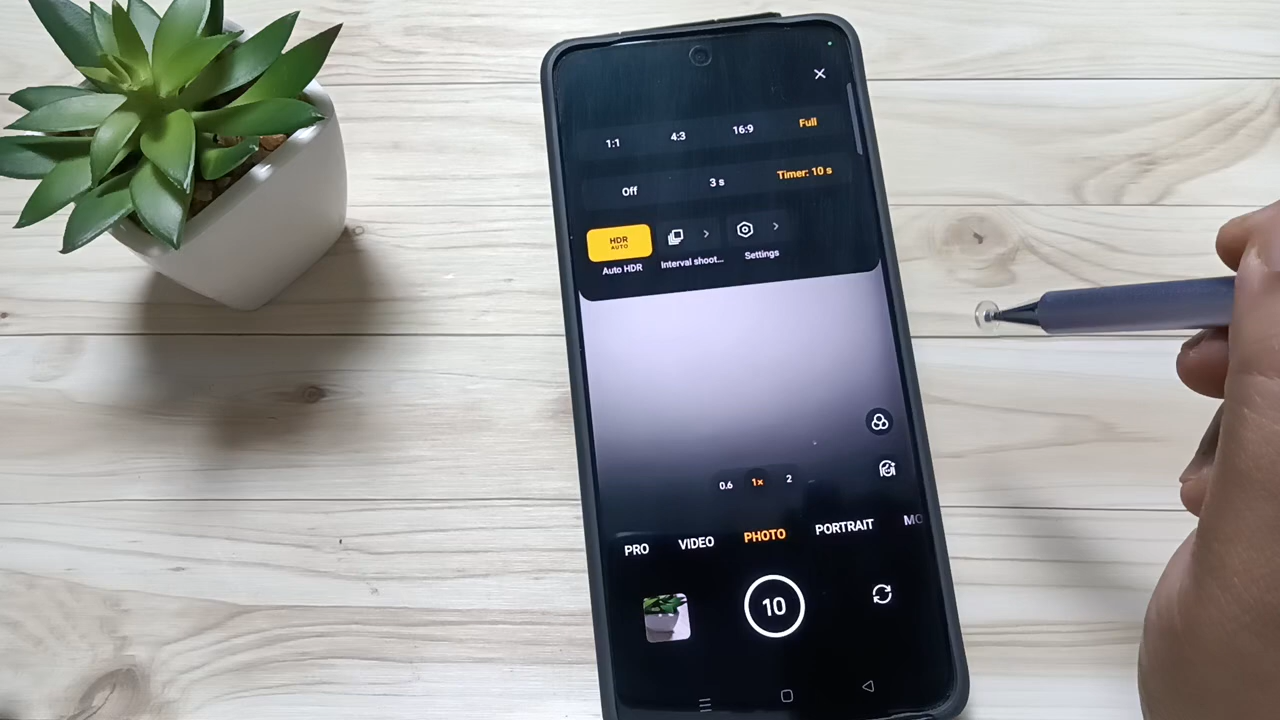 1:1 4:3 16:9 Full
Off 3 s Timer: 10 s
HDR
AUTO
Auto HDR Interval shoot... Settings
0.6 1× 2
PRO VIDEO PHOTO PORTRAIT MO
10